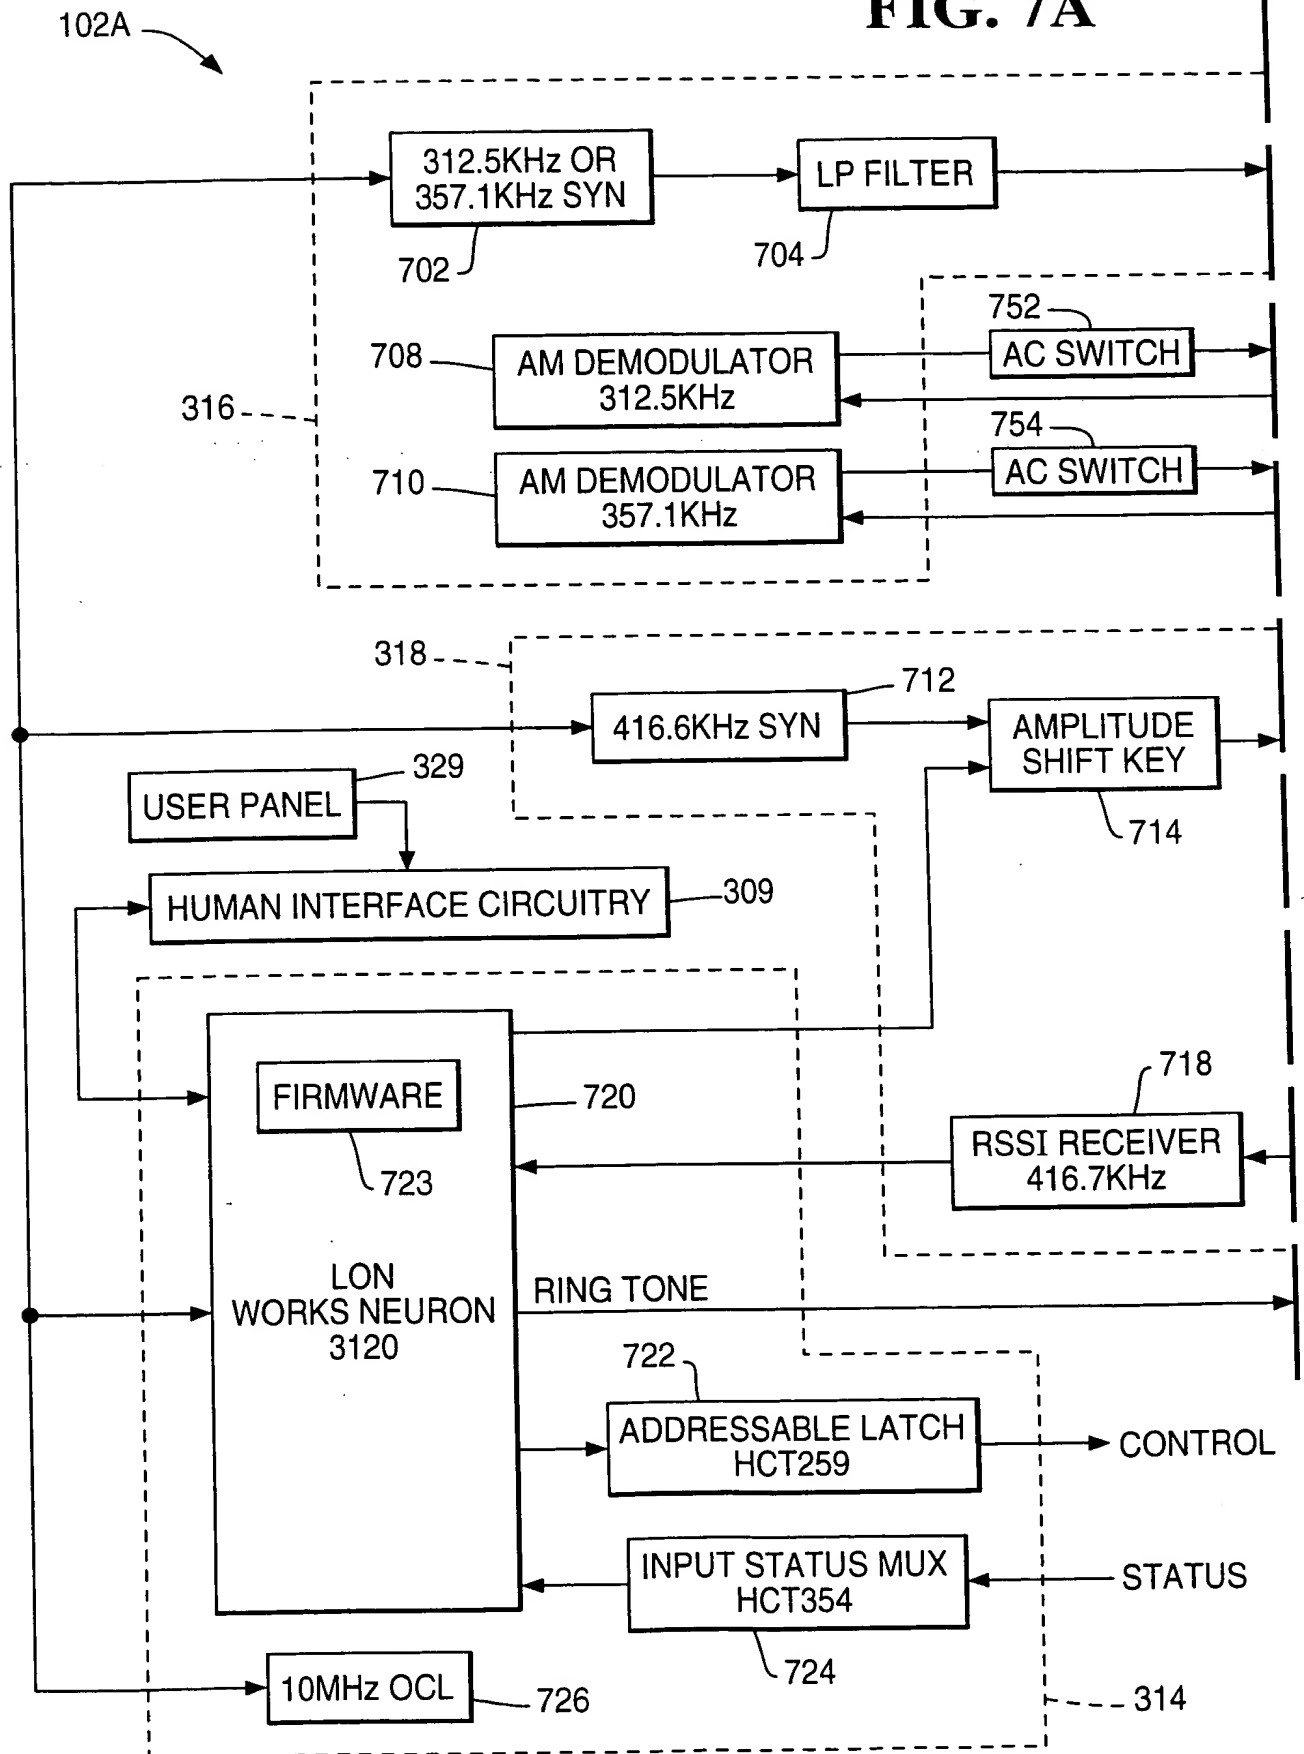 FIG. 7A
102A
312.5KHz OR
357.1KHz SYN
702
LP FILTER
704
752
AC SWITCH
708
AM DEMODULATOR
312.5KHz
316
754
AC SWITCH
710
AM DEMODULATOR
357.1KHz
318
712
416.6KHz SYN
AMPLITUDE
SHIFT KEY
714
329
USER PANEL
HUMAN INTERFACE CIRCUITRY
309
FIRMWARE
723
720
718
RSSI RECEIVER
416.7KHz
LON
WORKS NEURON
3120
RING TONE
722
ADDRESSABLE LATCH
HCT259
CONTROL
INPUT STATUS MUX
HCT354
STATUS
724
10MHz OCL
726
314